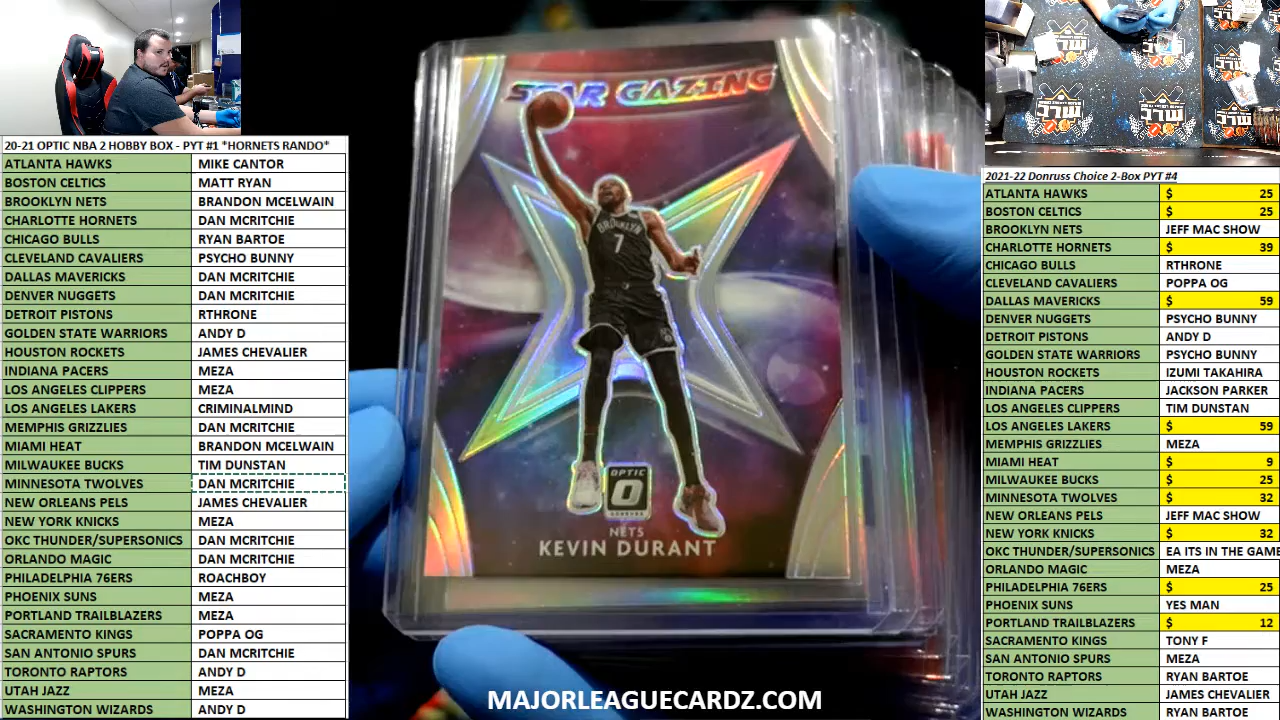 20-21 OPTIC NBA 2 HOBBY BOX - PYT #1 *HORNETS RANDO*
ATLANTA HAWKS MIKE CANTOR
BOSTON CELTICS MATT RYAN
BROOKLYN NETS BRANDON MCELWAIN
CHARLOTTE HORNETS DAN MCRITCHIE
CHICAGO BULLS RYAN BARTOE
CLEVELAND CAVALIERS PSYCHO BUNNY
DALLAS MAVERICKS DAN MCRITCHIE
DENVER NUGGETS DAN MCRITCHIE
DETROIT PISTONS RTHRONE
GOLDEN STATE WARRIORS ANDY D
HOUSTON ROCKETS JAMES CHEVALIER
INDIANA PACERS MEZA
LOS ANGELES CLIPPERS MEZA
LOS ANGELES LAKERS CRIMINALMIND
MEMPHIS GRIZZLIES DAN MCRITCHIE
MIAMI HEAT BRANDON MCELWAIN
MILWAUKEE BUCKS TIM DUNSTAN
MINNESOTA TWOLVES DAN MCRITCHIE
NEW ORLEANS PELS JAMES CHEVALIER
NEW YORK KNICKS MEZA
OKC THUNDER/SUPERSONICS DAN MCRITCHIE
ORLANDO MAGIC DAN MCRITCHIE
PHILADELPHIA 76ERS ROACHBOY
PHOENIX SUNS MEZA
PORTLAND TRAILBLAZERS MEZA
SACRAMENTO KINGS POPPA OG
SAN ANTONIO SPURS DAN MCRITCHIE
TORONTO RAPTORS ANDY D
UTAH JAZZ MEZA
WASHINGTON WIZARDS ANDY D
STAR GAZING
BROOKLYN
7
OPTIC
NETS
KEVIN DURANT
MAJORLEAGUECARDZ.COM
2021-22 Donruss Choice 2-Box PYT #4
ATLANTA HAWKS $ 25
BOSTON CELTICS $ 25
BROOKLYN NETS JEFF MAC SHOW
CHARLOTTE HORNETS $ 39
CHICAGO BULLS RTHRONE
CLEVELAND CAVALIERS POPPA OG
DALLAS MAVERICKS $ 59
DENVER NUGGETS PSYCHO BUNNY
DETROIT PISTONS ANDY D
GOLDEN STATE WARRIORS PSYCHO BUNNY
HOUSTON ROCKETS IZUMI TAKAHIRA
INDIANA PACERS JACKSON PARKER
LOS ANGELES CLIPPERS TIM DUNSTAN
LOS ANGELES LAKERS $ 59
MEMPHIS GRIZZLIES MEZA
MIAMI HEAT $ 9
MILWAUKEE BUCKS $ 25
MINNESOTA TWOLVES $ 32
NEW ORLEANS PELS JEFF MAC SHOW
NEW YORK KNICKS $ 32
OKC THUNDER/SUPERSONICS EA ITS IN THE GAME
ORLANDO MAGIC MEZA
PHILADELPHIA 76ERS $ 25
PHOENIX SUNS YES MAN
PORTLAND TRAILBLAZERS $ 12
SACRAMENTO KINGS TONY F
SAN ANTONIO SPURS MEZA
TORONTO RAPTORS RYAN BARTOE
UTAH JAZZ JAMES CHEVALIER
WASHINGTON WIZARDS RYAN BARTOE